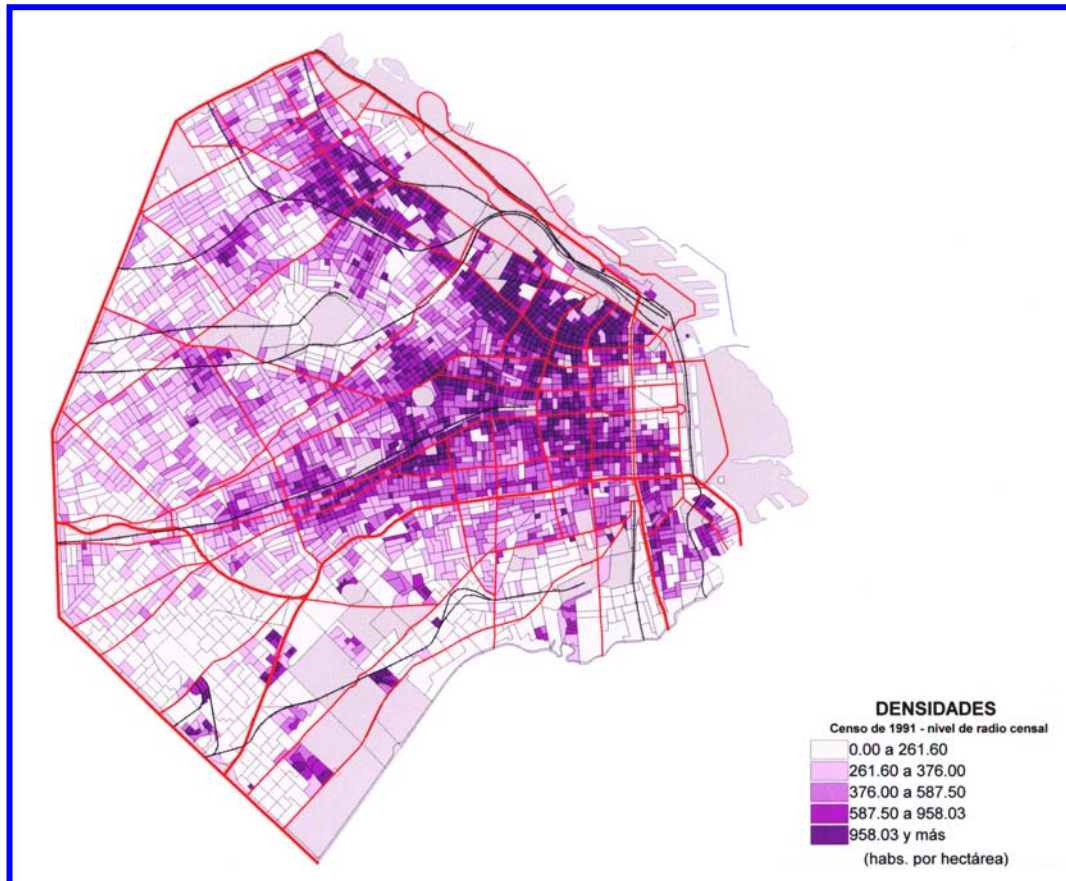 DENSIDADES
Censo de 1991 - nivel de radio censal
0.00 a 261.60
261.60 a 376.00
376.00 a 587.50
587.50 a 958.03
958.03 y más
(habs. por hectárea)